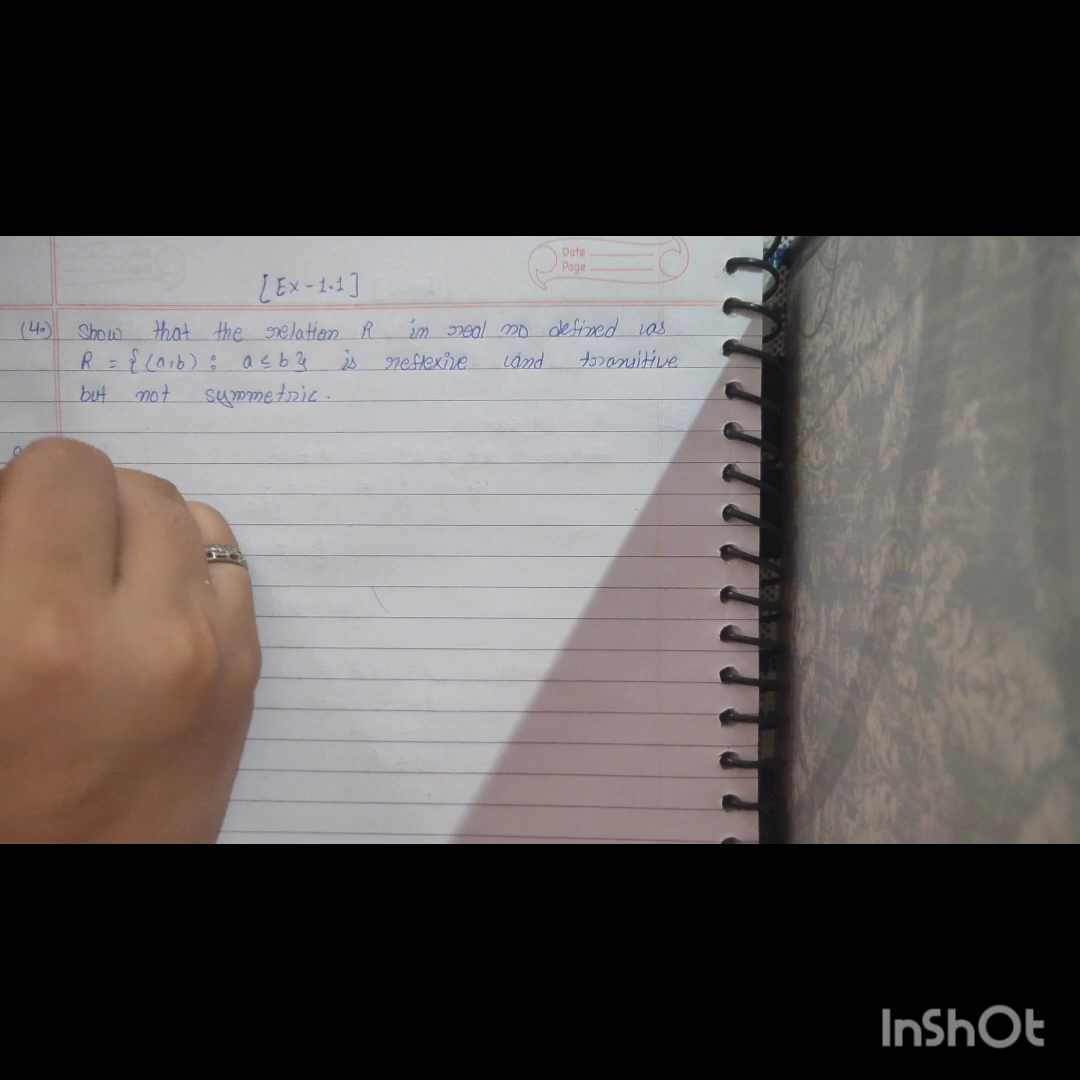 Date
Page
[Ex-1.1]
(4.) Show that the relation R in real no defined as
R = {(a,b) : a ≤ b} is reflexive and transitive
but not symmetric.
InShOt